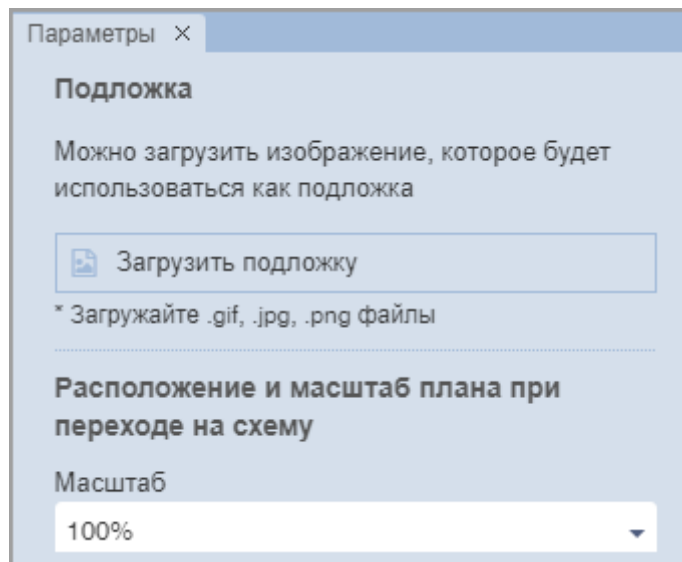 Параметры ×
Подложка
Можно загрузить изображение, которое будет
использоваться как подложка
Загрузить подложку
* Загружайте .gif, .jpg, .png файлы
Расположение и масштаб плана при
переходе на схему
Масштаб
100%